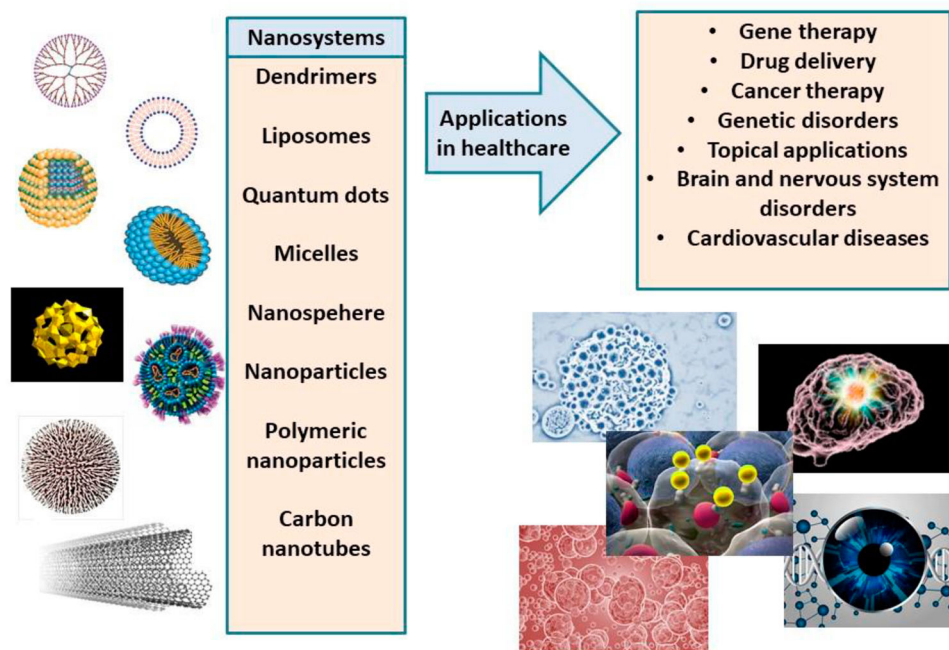 Nanosystems
Dendrimers
Liposomes
Quantum dots
Micelles
Nanospehere
Nanoparticles
Polymeric
nanoparticles
Carbon
nanotubes
Applications
in healthcare
• Gene therapy
• Drug delivery
• Cancer therapy
• Genetic disorders
• Topical applications
• Brain and nervous system
disorders
• Cardiovascular diseases